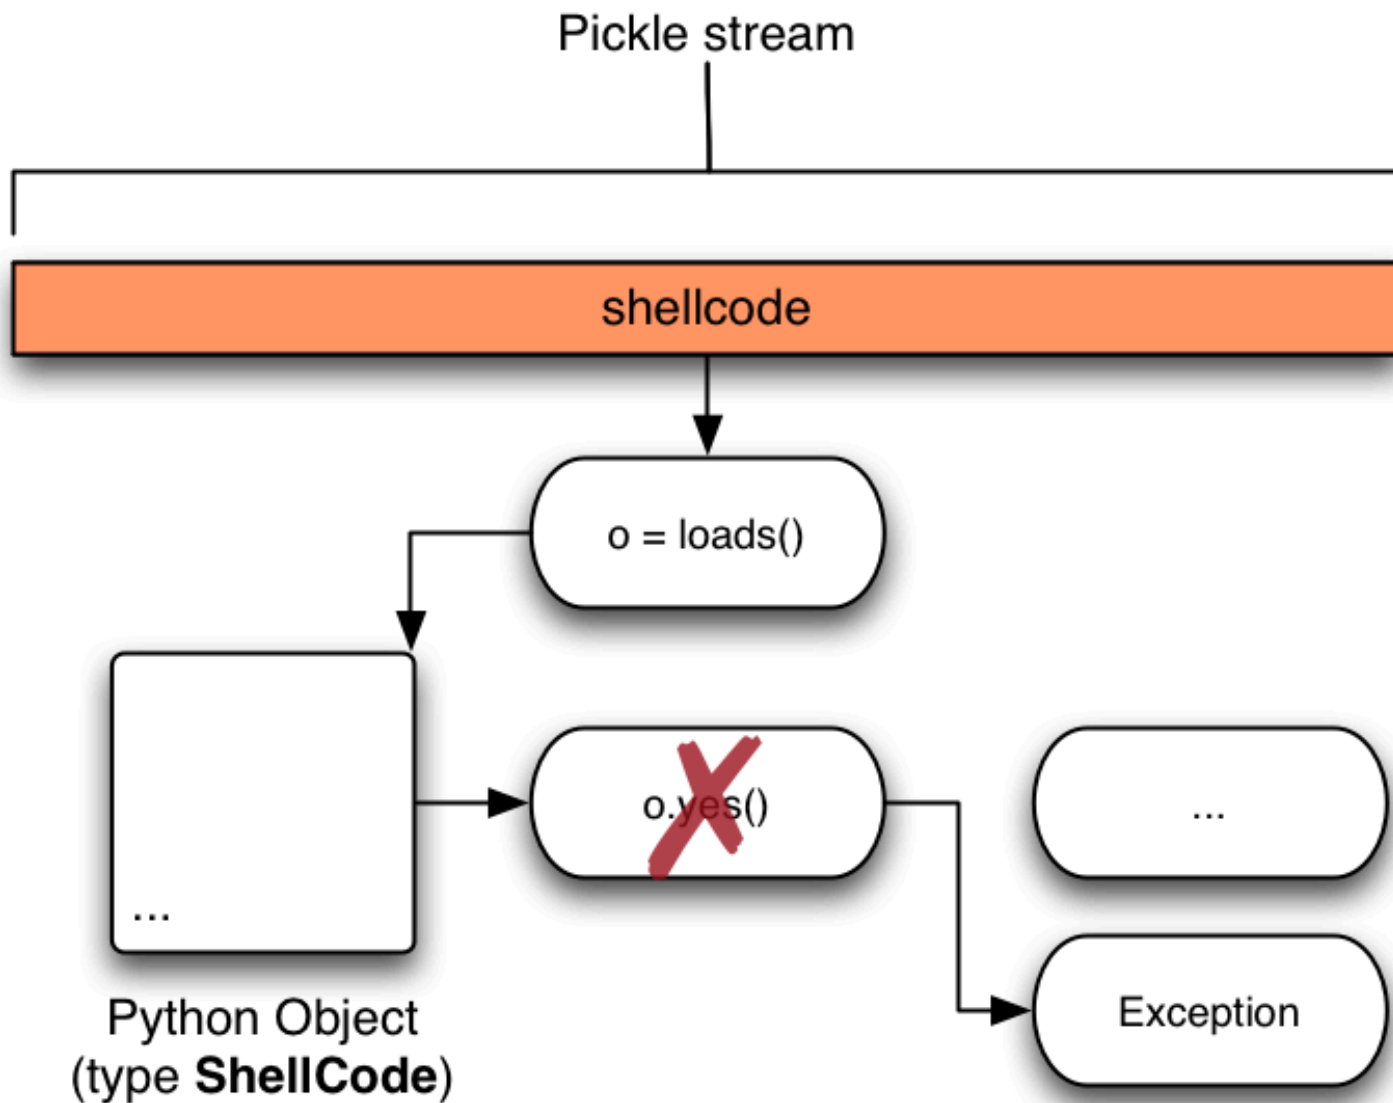 Pickle stream
shellcode
o = loads()
o.yes()
...
...
Exception
Python Object
(type ShellCode)